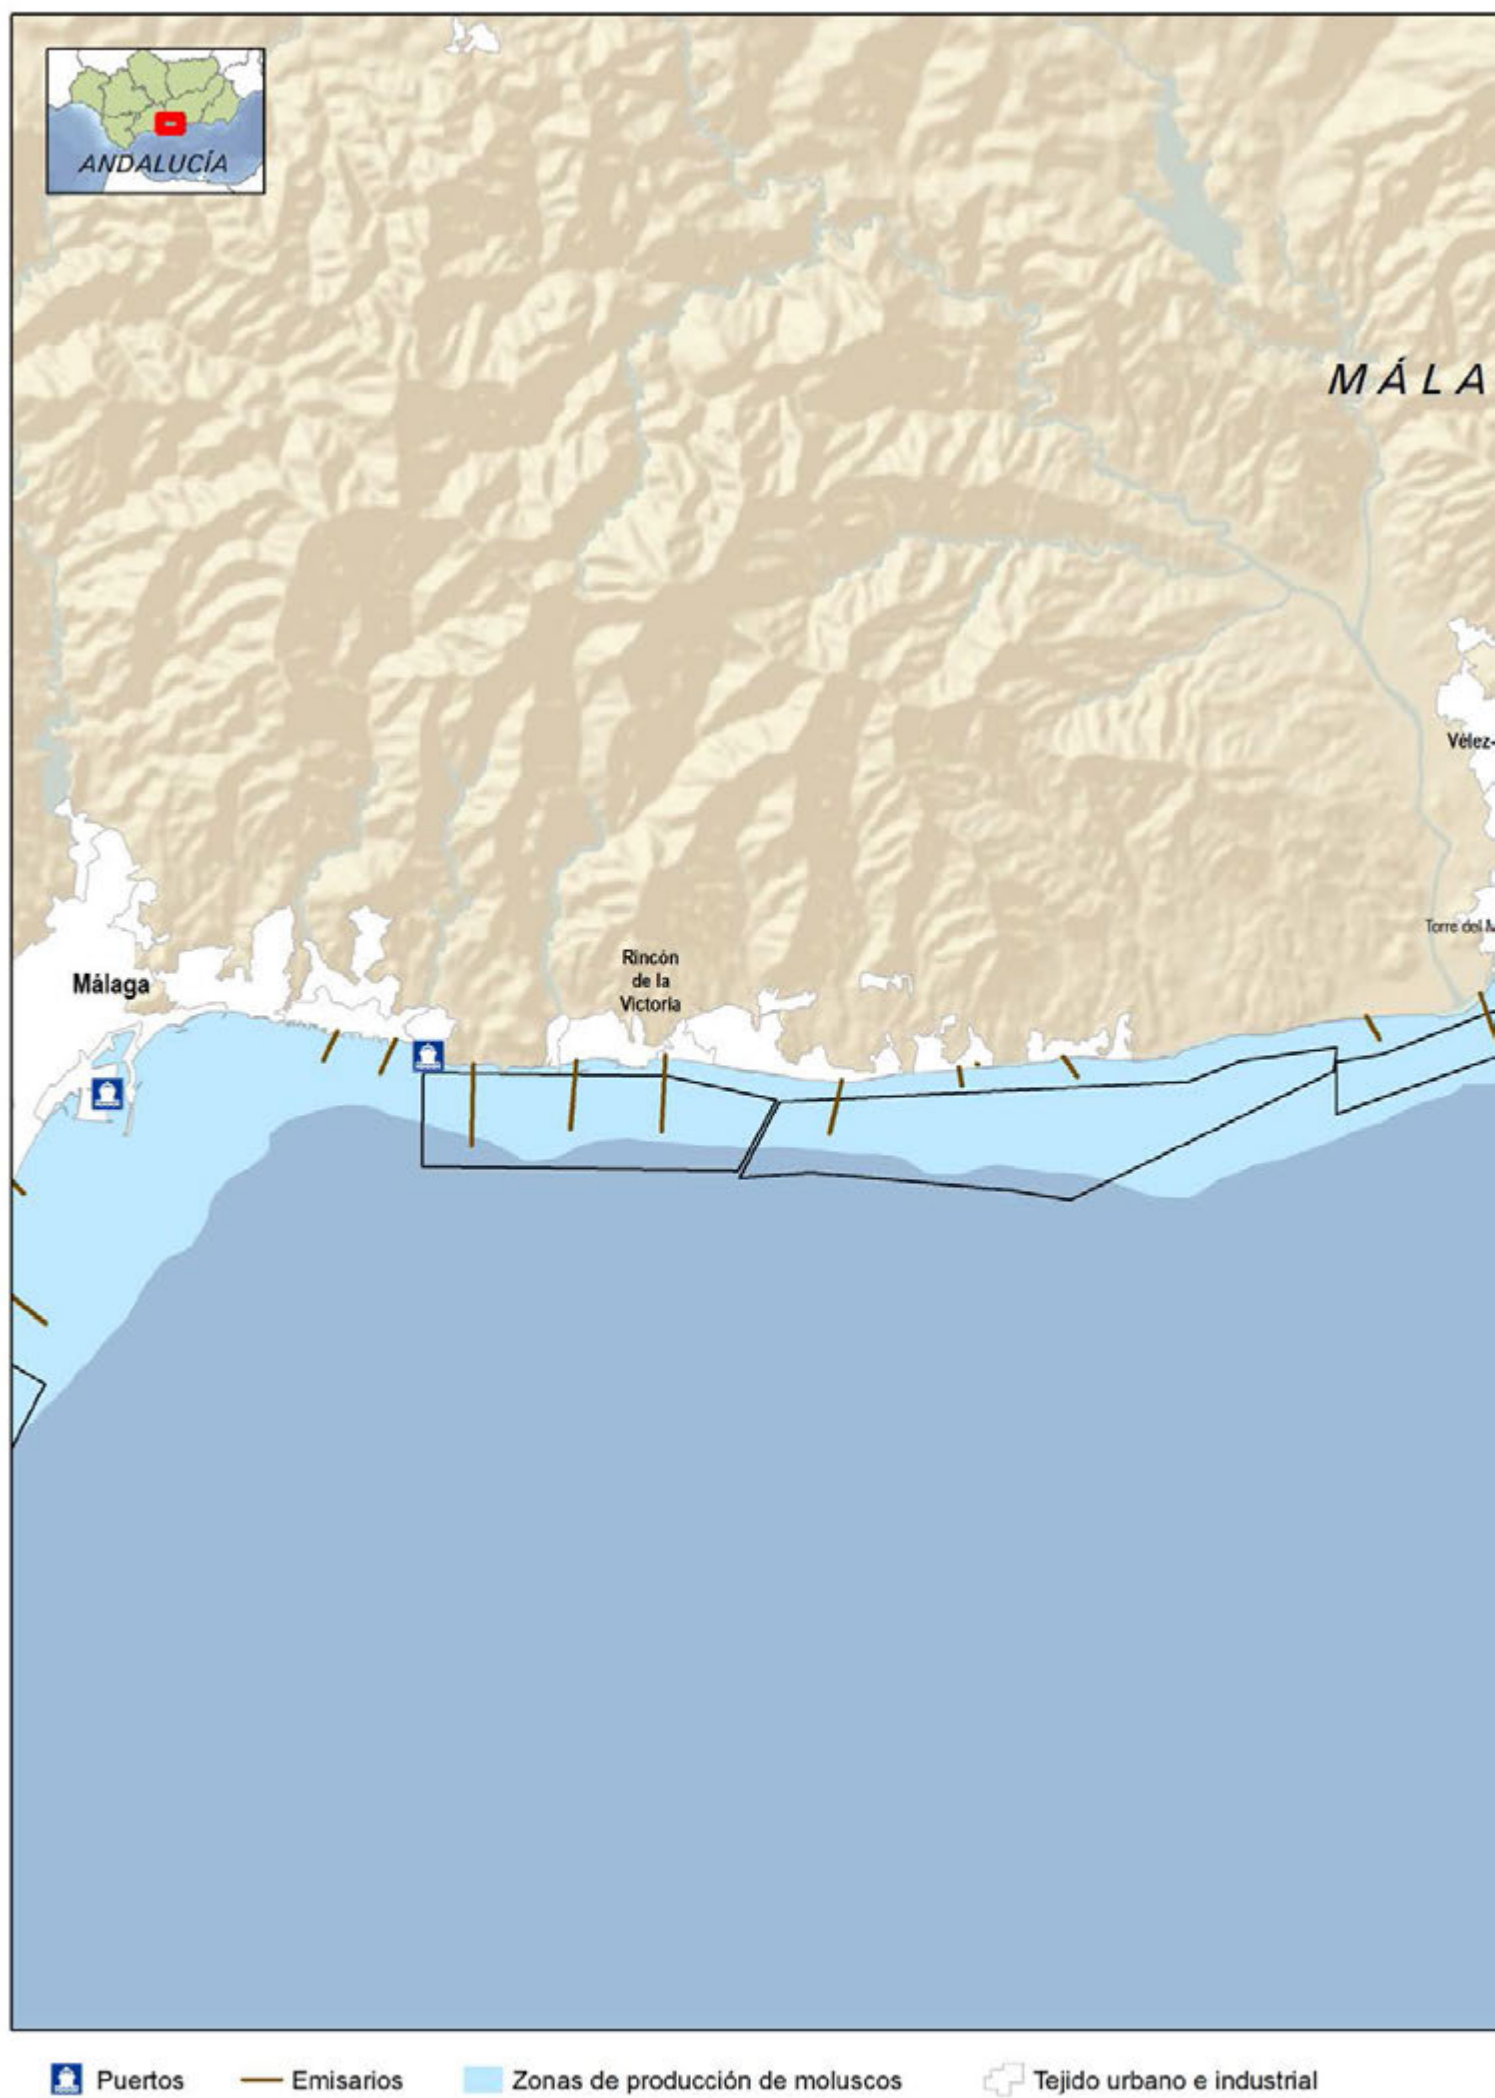 ANDALUCÍA
MÁLA
Vélez-
Torre del M
Rincón
de la
Victoria
Málaga
Puertos
Emisarios
Zonas de producción de moluscos
Tejido urbano e industrial